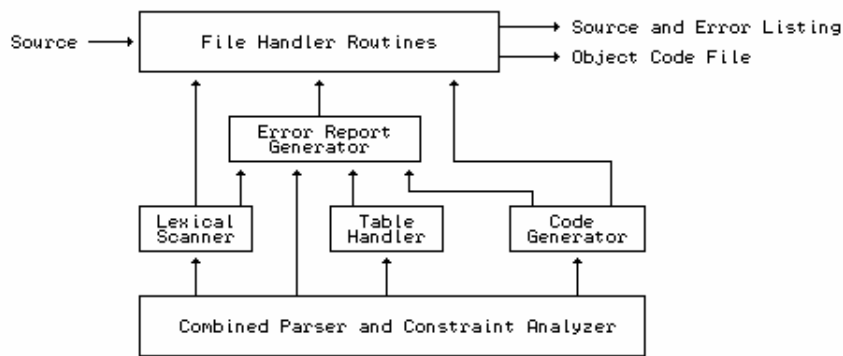 Source
File Handler Routines
Source and Error Listing
Object Code File
Error Report
Generator
Lexical
Scanner
Table
Handler
Code
Generator
Combined Parser and Constraint Analyzer